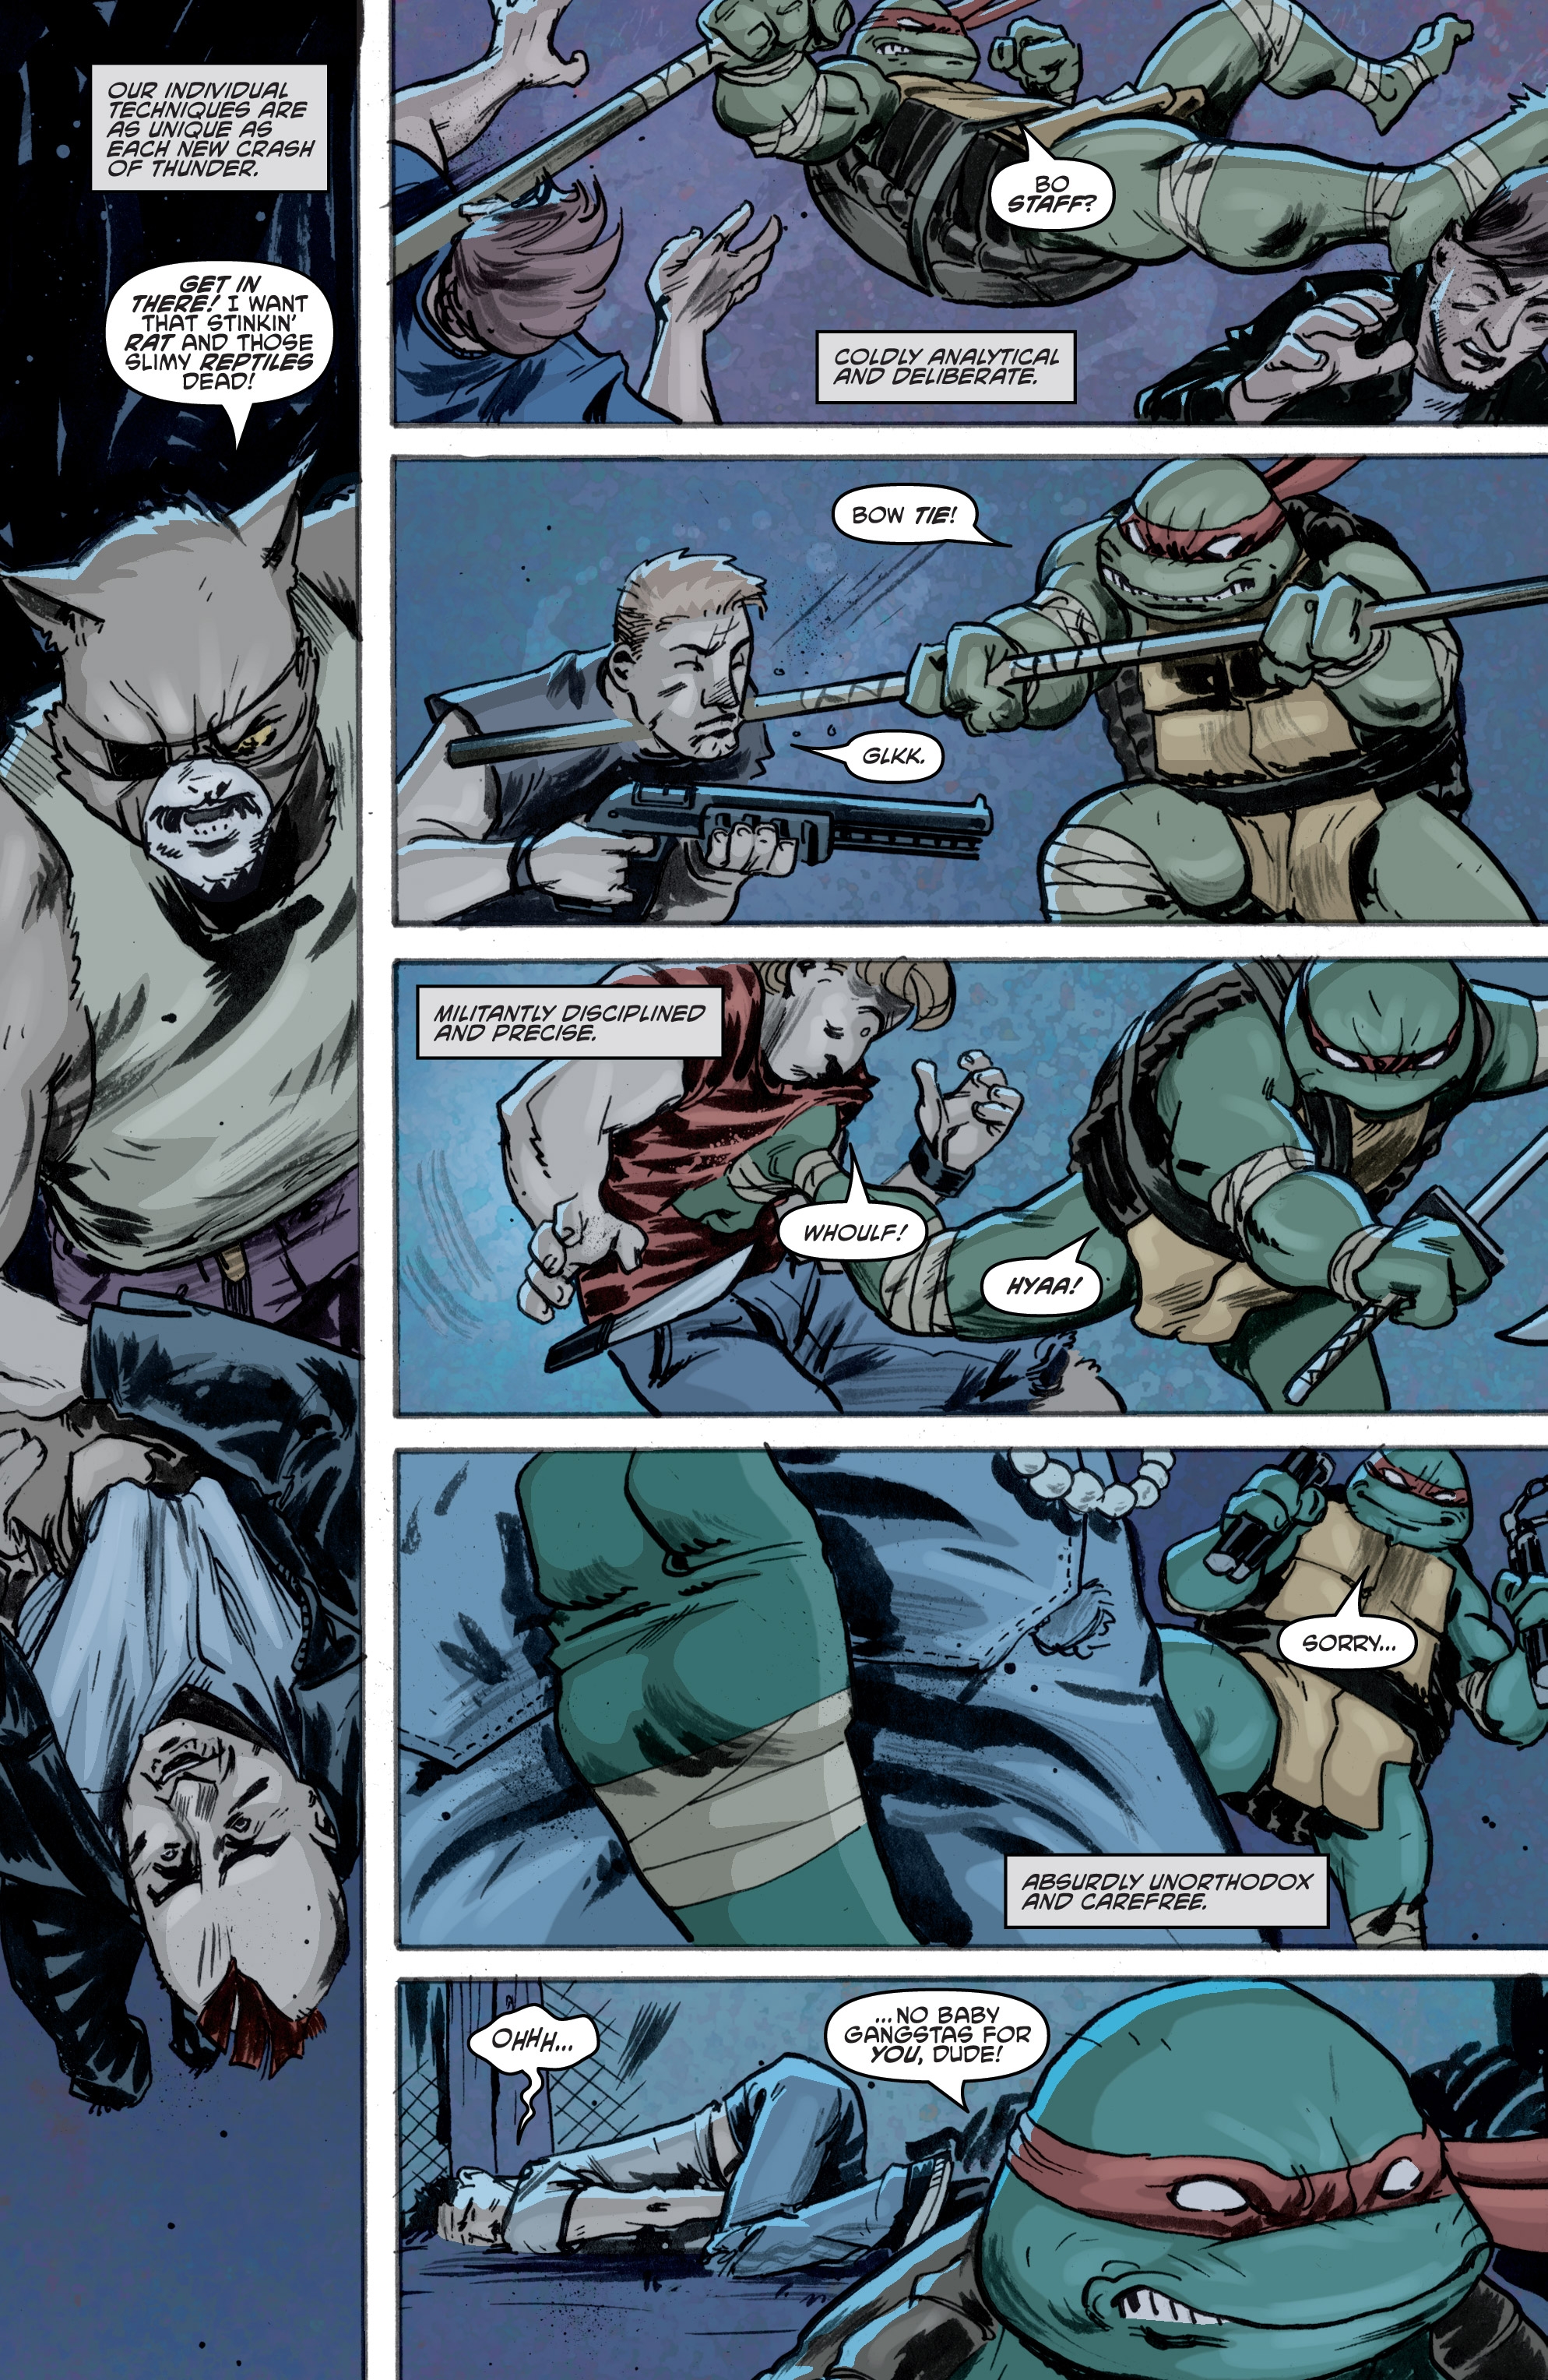 OUR INDIVIDUAL
TECHNIQUES ARE
AS UNIQUE AS
EACH NEW CRASH
OF THUNDER.
GET IN
THERE! I WANT
THAT STINKIN'
RAT AND THOSE
SLIMY REPTILES
DEAD!
BO
STAFF?
COLDLY ANALYTICAL
AND DELIBERATE.
BOW TIE!
GLKK.
MILITANTLY DISCIPLINED
AND PRECISE.
WHOULF!
HYAA!
SORRY...
ABSURDLY UNORTHODOX
AND CAREFREE.
OHHH...
...NO BABY
GANGSTAS FOR
YOU, DUDE!